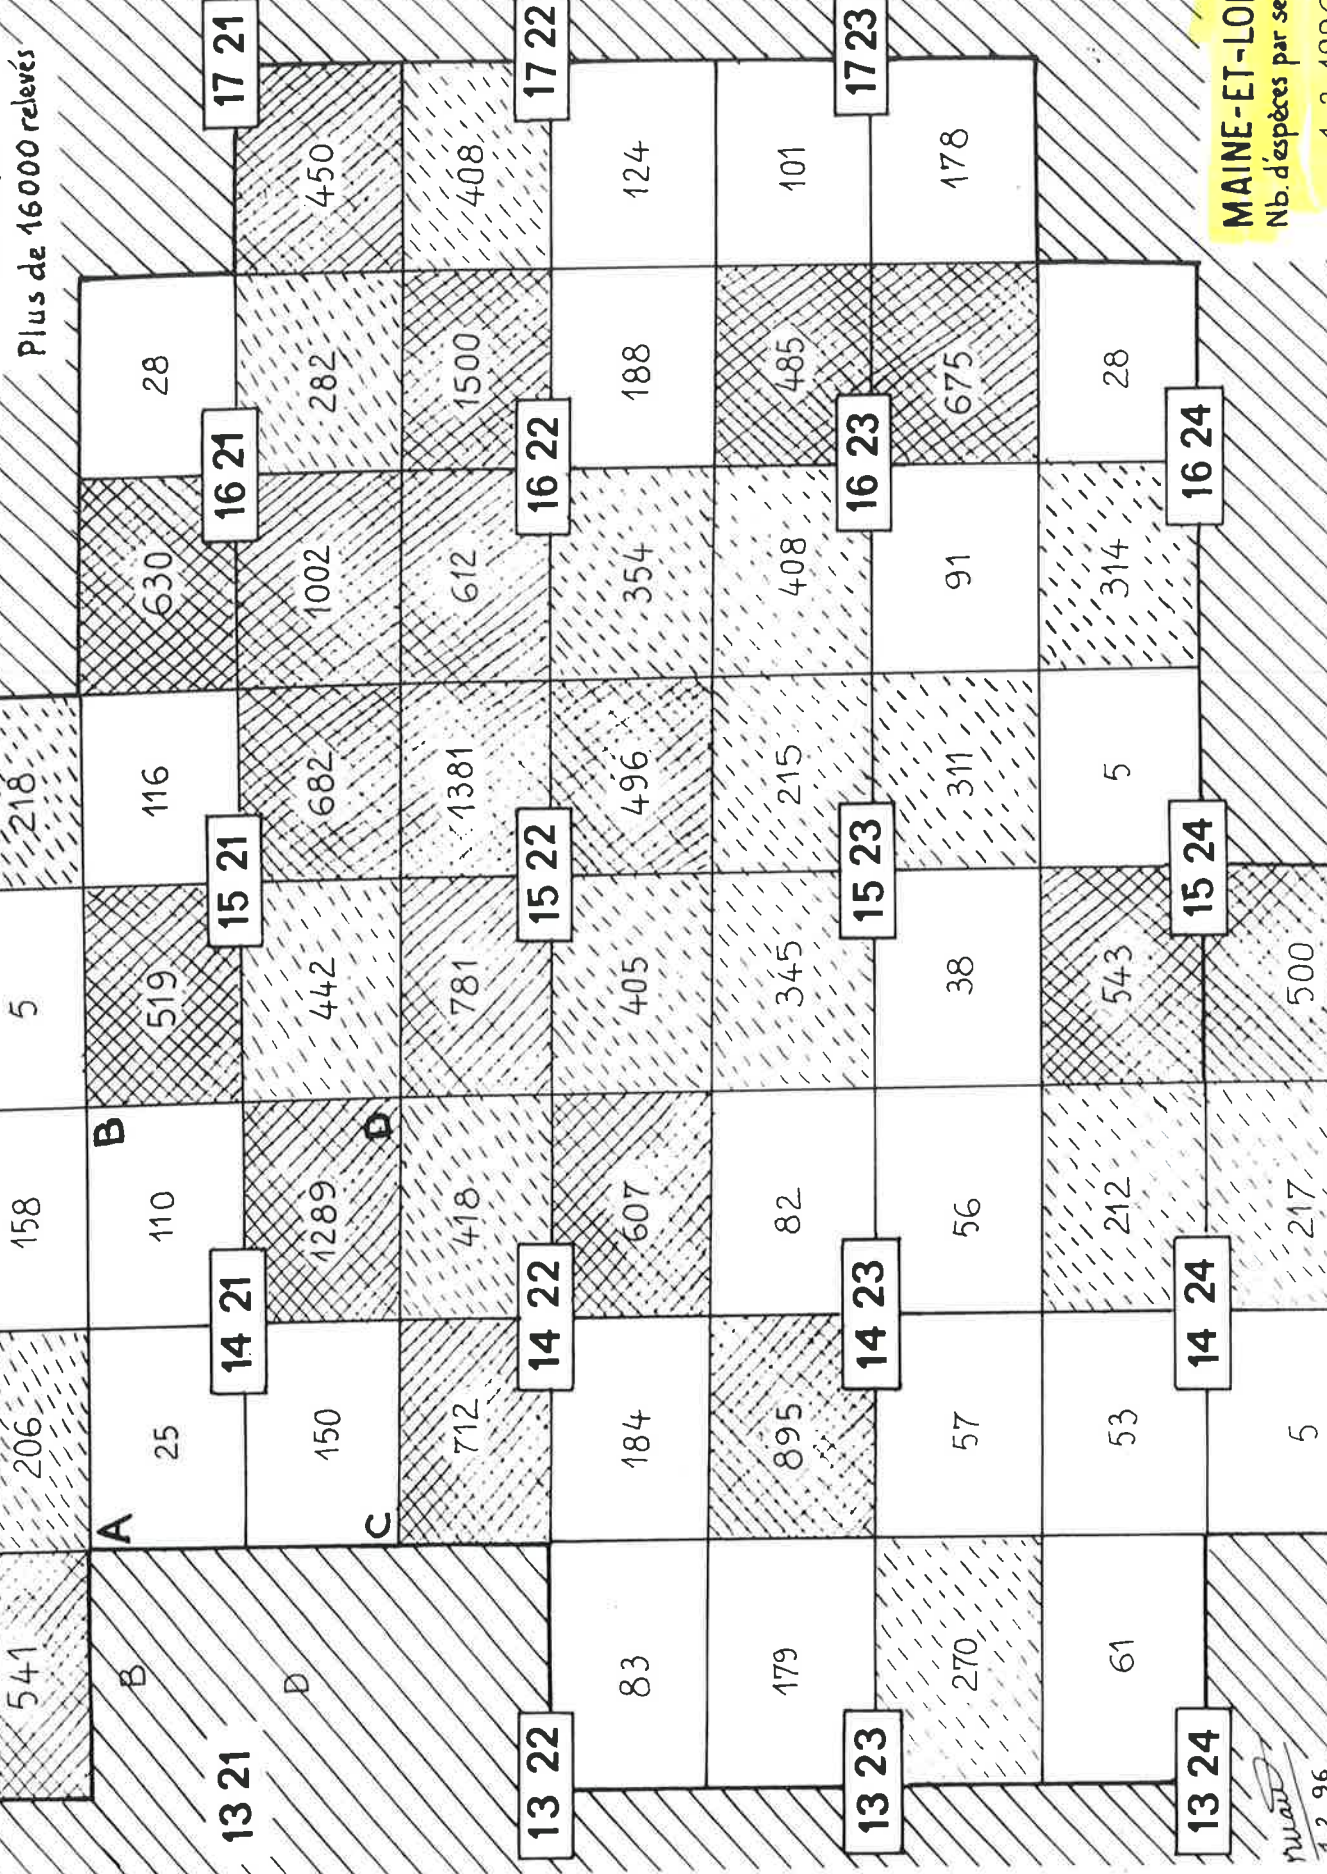 Plus de 16000 relevés
541 206 158 5 218
A B
B 25 110 519 116 630 28
13 21 14 21 15 21 16 21 17 21
D 150 1289 442 682 1002 282 450
C D
712 418 781 1381 612 1500 408
13 22 14 22 15 22 16 22 17 22
83 184 607 405 496 354 188 124
179 895 82 345 215 408 485 101
13 23 14 23 15 23 16 23 17 23
270 57 56 38 311 91 675 178
61 53 212 543 5 314 28
13 24 14 24 15 24 16 24
5 217 500
MAINE-ET-LOI
Nb. d'espèces par se